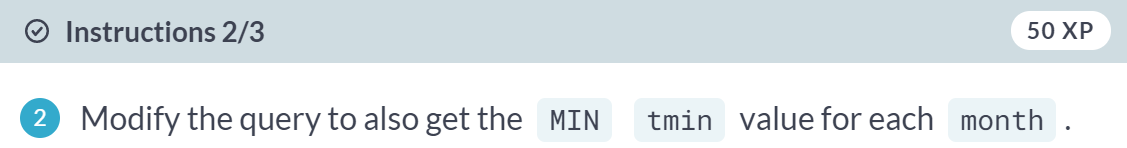 Instructions 2/3 50 XP
2 Modify the query to also get the MIN tmin value for each month .